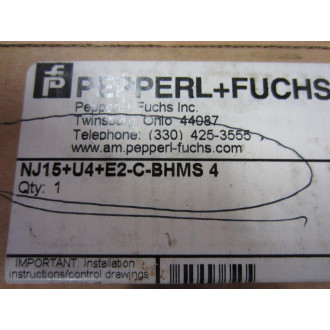 PEPPERL+FUCHS
Pepperl+Fuchs Inc.
Twinsburg, Ohio 44087
Telephone: (330) 425-3555
www.am.pepperl-fuchs.com
NJ15+U4+E2-C-BHMS 4
Qty: 1
IMPORTANT: Installation
instructions/control drawings